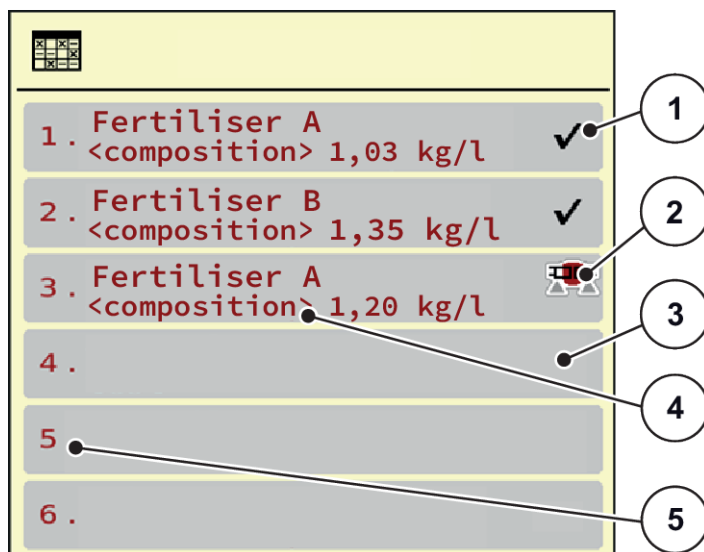 1. Fertiliser A
<composition> 1,03 kg/l
2. Fertiliser B
<composition> 1,35 kg/l
3. Fertiliser A
<composition> 1,20 kg/l
4.
5
6.
1
2
3
4
5